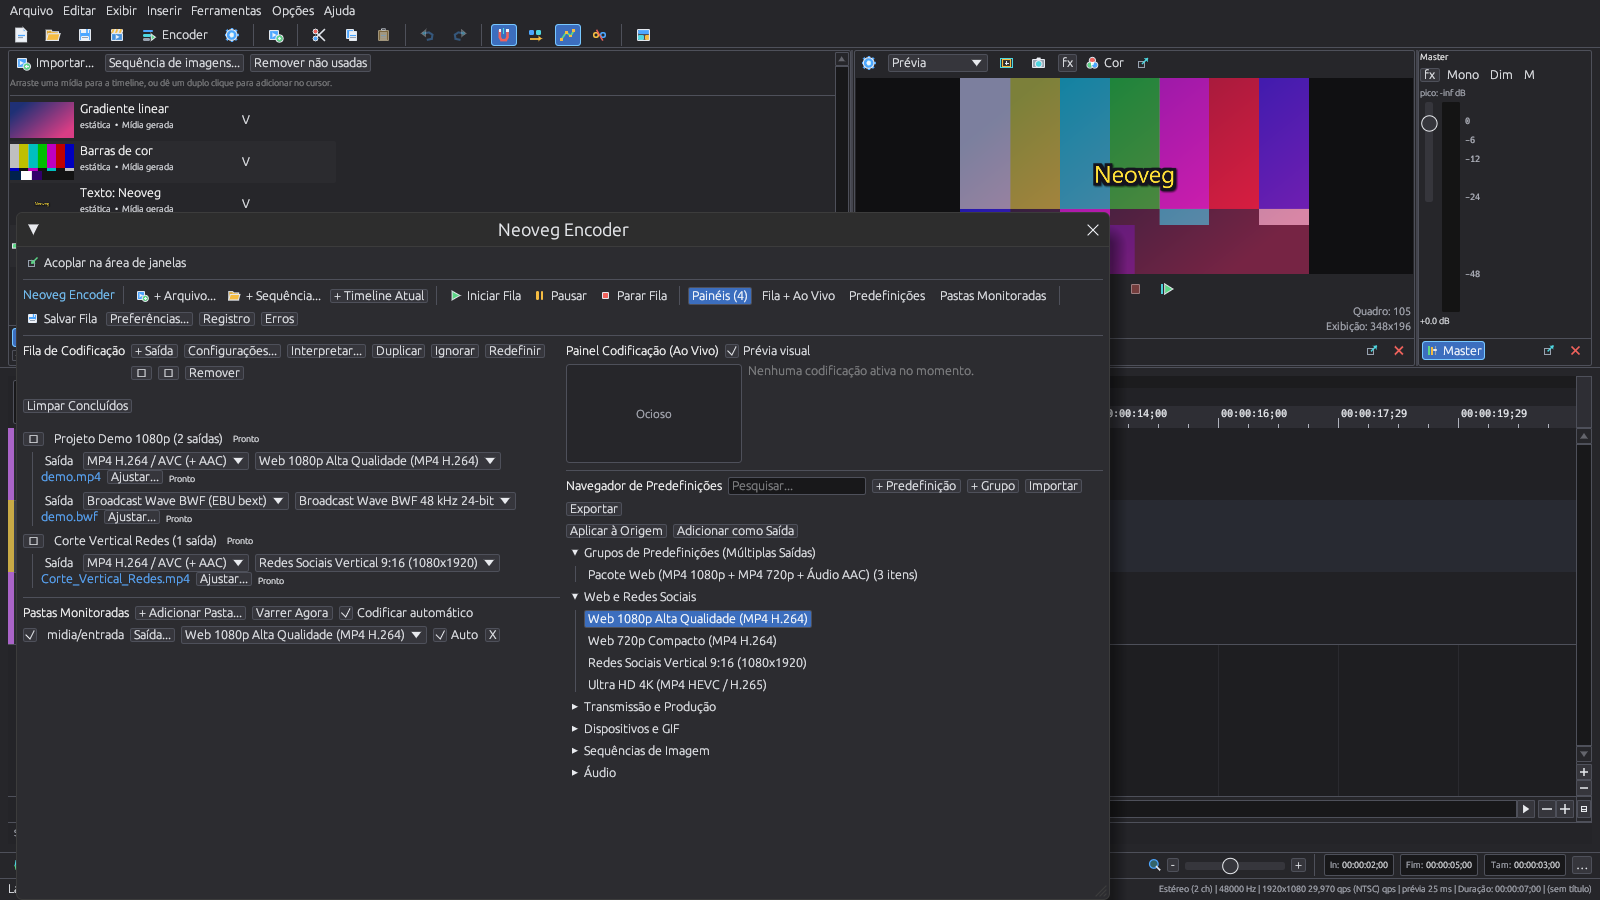 Arquivo Editar Exibir Inserir Ferramentas Opções Ajuda
Encoder
Importar... Sequência de imagens... Remover não usadas
Arraste uma mídia para a timeline, ou dê um duplo clique para adicionar no cursor.
Gradiente linear
estática • Mídia gerada
V
Barras de cor
estática • Mídia gerada
V
Texto: Neoveg
estática • Mídia gerada
V
Prévia
fx
Cor
Neoveg
Quadro: 105
Exibição: 348x196
Master
fx Mono Dim M
pico: -inf dB
0
-6
-12
-24
-48
+0.0 dB
Master
Neoveg Encoder
Acoplar na área de janelas
Neoveg Encoder + Arquivo... + Sequência... + Timeline Atual Iniciar Fila Pausar Parar Fila Painéis (4) Fila + Ao Vivo Predefinições Pastas Monitoradas
Salvar Fila Preferências... Registro Erros
Fila de Codificação + Saída Configurações... Interpretar... Duplicar Ignorar Redefinir
Remover
Limpar Concluídos
Projeto Demo 1080p (2 saídas) Pronto
Saída MP4 H.264 / AVC (+ AAC) Web 1080p Alta Qualidade (MP4 H.264)
demo.mp4 Ajustar... Pronto
Saída Broadcast Wave BWF (EBU bext) Broadcast Wave BWF 48 kHz 24-bit
demo.bwf Ajustar... Pronto
Corte Vertical Redes (1 saída) Pronto
Saída MP4 H.264 / AVC (+ AAC) Redes Sociais Vertical 9:16 (1080x1920)
Corte_Vertical_Redes.mp4 Ajustar... Pronto
Pastas Monitoradas + Adicionar Pasta... Varrer Agora Codificar automático
midia/entrada Saída... Web 1080p Alta Qualidade (MP4 H.264) Auto X
Painel Codificação (Ao Vivo) Prévia visual
Ocioso
Nenhuma codificação ativa no momento.
Navegador de Predefinições Pesquisar... + Predefinição + Grupo Importar
Exportar
Aplicar à Origem Adicionar como Saída
Grupos de Predefinições (Múltiplas Saídas)
Pacote Web (MP4 1080p + MP4 720p + Áudio AAC) (3 itens)
Web e Redes Sociais
Web 1080p Alta Qualidade (MP4 H.264)
Web 720p Compacto (MP4 H.264)
Redes Sociais Vertical 9:16 (1080x1920)
Ultra HD 4K (MP4 HEVC / H.265)
Transmissão e Produção
Dispositivos e GIF
Sequências de Imagem
Áudio
:00:14;00 00:00:16;00 00:00:17;29 00:00:19;29
In: 00:00:02;00 Fim: 00:00:05;00 Tam: 00:00:03;00 ...
Estéreo (2 ch) | 48000 Hz | 1920x1080 29,970 qps (NTSC) qps | prévia 25 ms | Duração: 00:00:07;00 | (sem título)